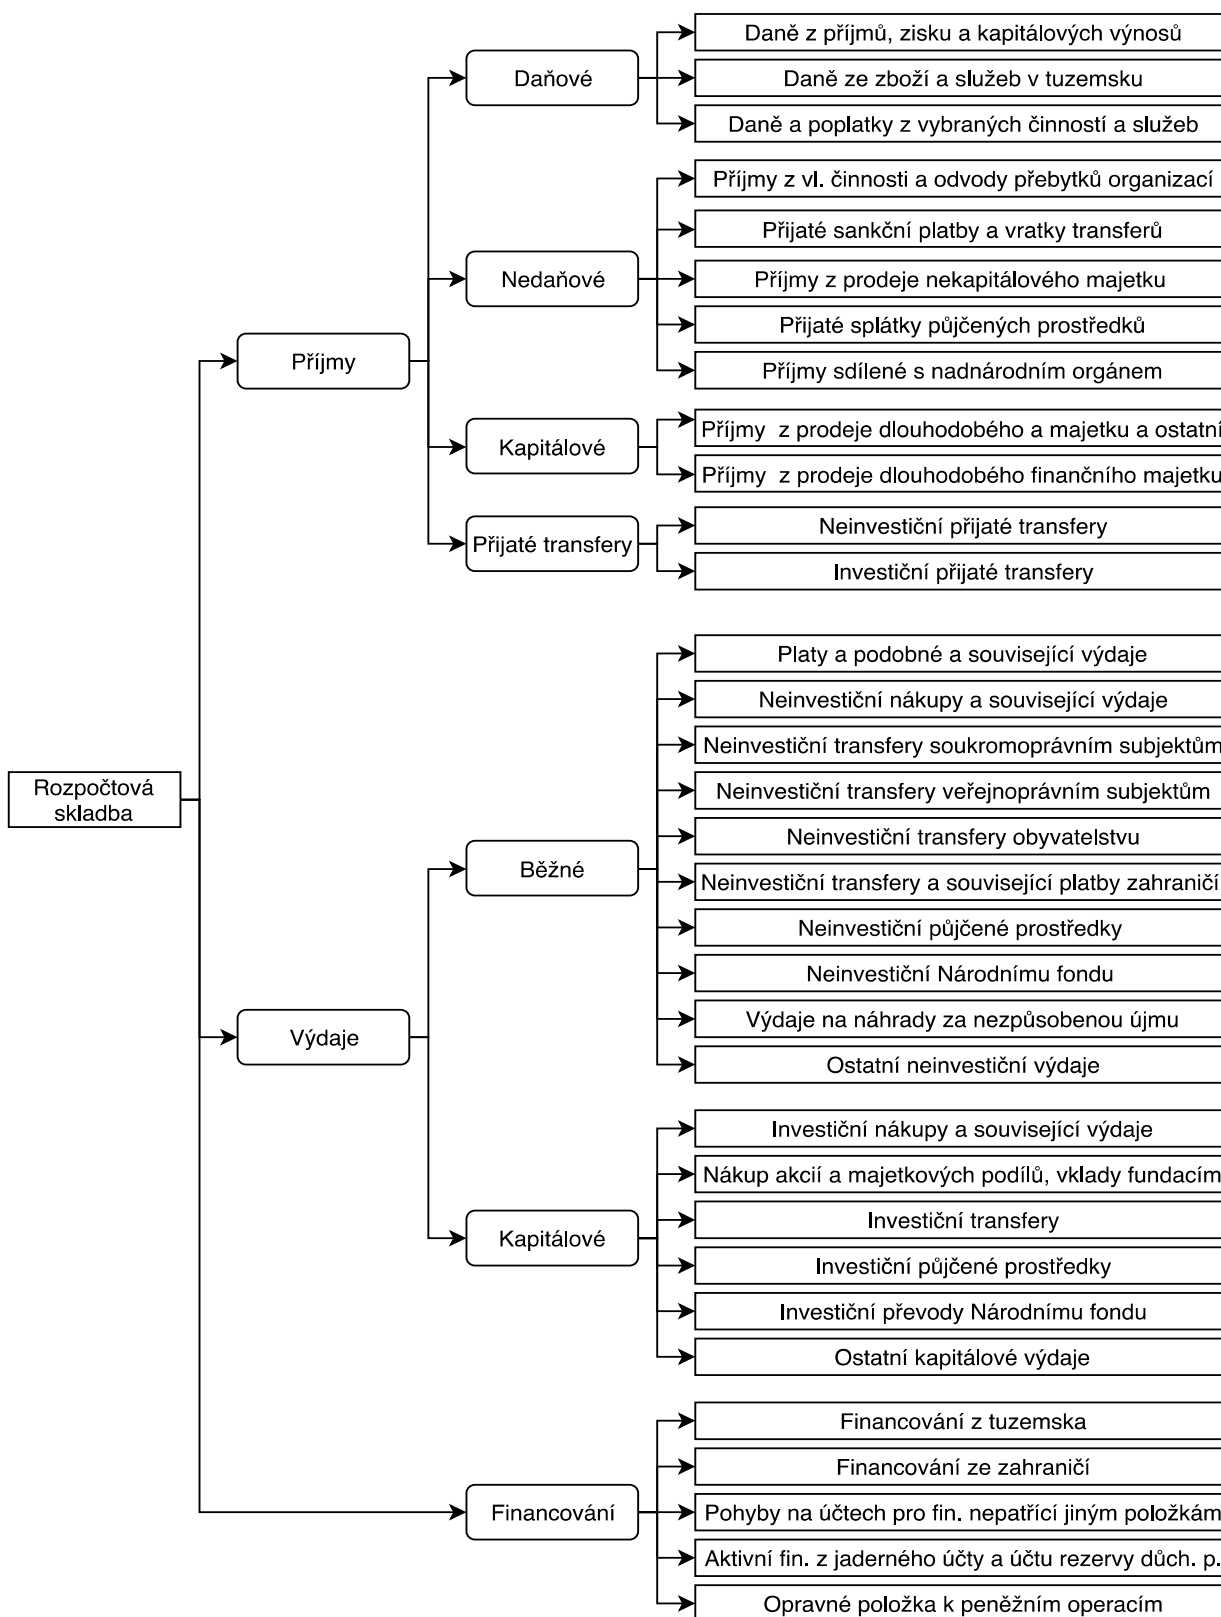 Daně z příjmů, zisku a kapitálových výnosů
Daňové
Daně ze zboží a služeb v tuzemsku
Daně a poplatky z vybraných činností a služeb
Příjmy z vl. činnosti a odvody přebytků organizací
Přijaté sankční platby a vratky transferů
Nedaňové
Příjmy z prodeje nekapitálového majetku
Přijaté splátky půjčených prostředků
Příjmy
Příjmy sdílené s nadnárodním orgánem
Kapitálové
Příjmy z prodeje dlouhodobého a majetku a ostatní
Příjmy z prodeje dlouhodobého finančního majetku
Přijaté transfery
Neinvestiční přijaté transfery
Investiční přijaté transfery
Platy a podobné a související výdaje
Neinvestiční nákupy a související výdaje
Neinvestiční transfery soukromoprávním subjektům
Rozpočtová
skladba
Neinvestiční transfery veřejnoprávním subjektům
Neinvestiční transfery obyvatelstvu
Běžné
Neinvestiční transfery a související platby zahraničí
Neinvestiční půjčené prostředky
Neinvestiční Národnímu fondu
Výdaje
Výdaje na náhrady za nezpůsobenou újmu
Ostatní neinvestiční výdaje
Investiční nákupy a související výdaje
Nákup akcií a majetkových podílů, vklady fundacím
Investiční transfery
Kapitálové
Investiční půjčené prostředky
Investiční převody Národnímu fondu
Ostatní kapitálové výdaje
Financování z tuzemska
Financování ze zahraničí
Financování
Pohyby na účtech pro fin. nepatřící jiným položkám
Aktivní fin. z jaderného účty a účtu rezervy důch. p.
Opravné položka k peněžním operacím